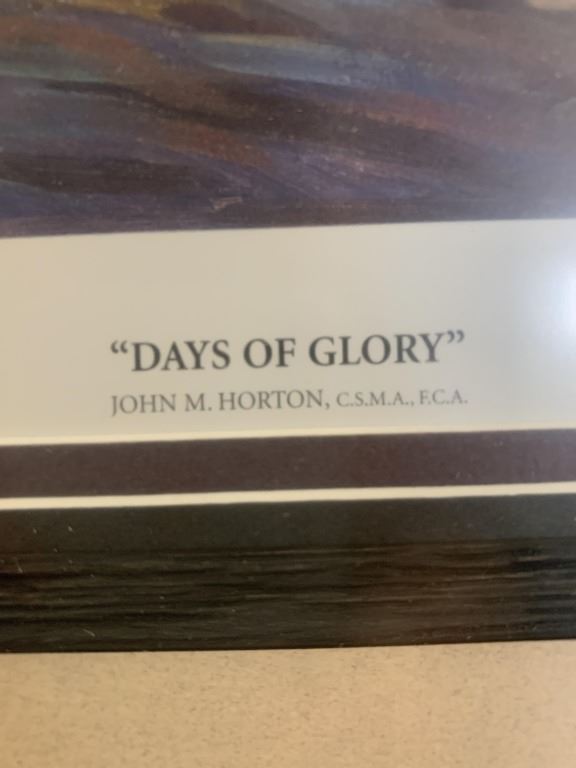 “DAYS OF GLORY”
JOHN M. HORTON, C.S.M.A., F.C.A.